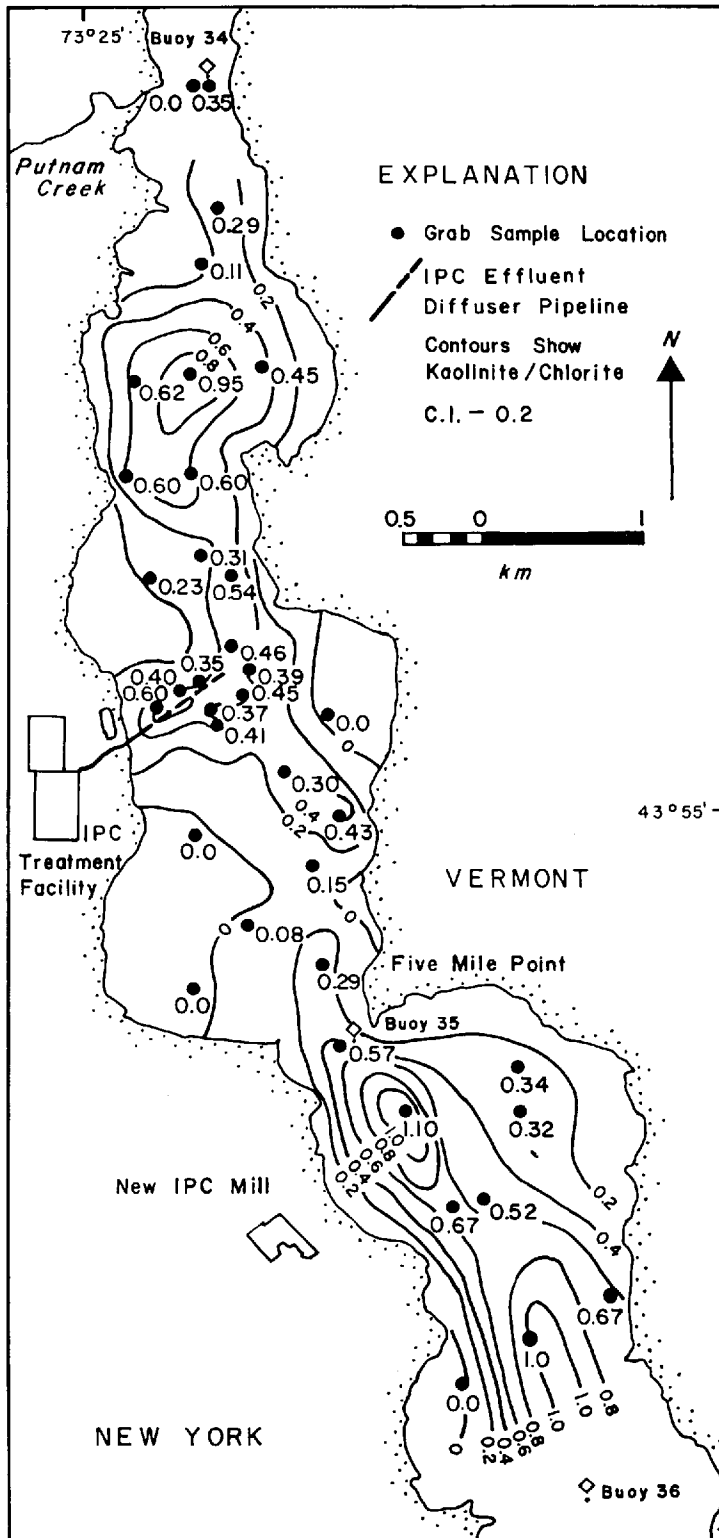 73°25'
Buoy 34
0.0 0.35
Putnam
Creek
EXPLANATION
Grab Sample Location
IPC Effluent
Diffuser Pipeline
Contours Show
Kaolinite/Chlorite
C.I. – 0.2
N
0.5 0 1
km
0.29
0.11
0.2
0.4
0.6
0.8
0.62
0.95
0.45
0.60
0.60
0.31
0.23
0.54
0.46
0.35
0.40
0.39
0.60
0.45
0.37
0.0
0.41
0
0.30
0.4
0.2
0.43
43°55'
IPC
Treatment
Facility
0.0
0.15
VERMONT
0
0
0.08
0.29
Five Mile Point
0.0
Buoy 35
0.57
0.34
0.32
1.10
1.0
0.8
0.6
0.4
0.2
New IPC Mill
0.67
0.52
0.2
0.4
0.67
1.0
0.0
NEW YORK
0
0.2
0.4
0.6
0.8
1.0
1.0
0.8
Buoy 36